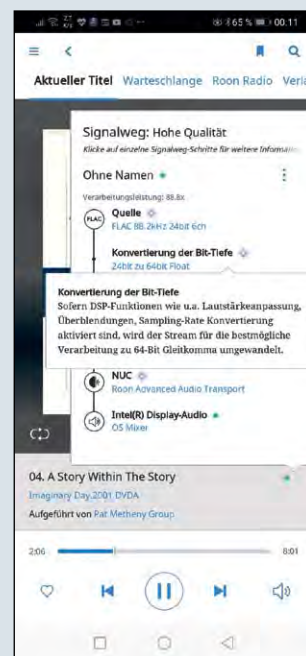 65 % 00.11
Aktueller Titel Warteschlange Roon Radio Verla
Signalweg: Hohe Qualität
Klicke auf einzelne Signalweg-Schritte für weitere Informa
Ohne Namen
Verarbeitungsleistung: 88.8x
FLAC
Quelle
FLAC 88.2kHz 24bit 6ch
Konvertierung der Bit-Tiefe
24bit zu 64bit Float
Konvertierung der Bit-Tiefe
Sofern DSP-Funktionen wie u.a. Lautstärkeanpassung,
Überblendungen, Sampling-Rate Konvertierung
aktiviert sind, wird der Stream für die bestmögliche
Verarbeitung zu 64-Bit Gleitkomma umgewandelt.
NUC
Roon Advanced Audio Transport
Intel(R) Display-Audio
OS Mixer
04. A Story Within The Story
Imaginary Day.2001.DVDA
Aufgeführt von Pat Metheny Group
2:06 8:01